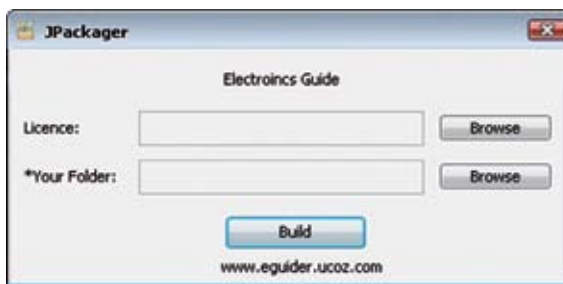 JPackager
Electroincs Guide
Licence: Browse
*Your Folder: Browse
Build
www.eguider.ucoz.com